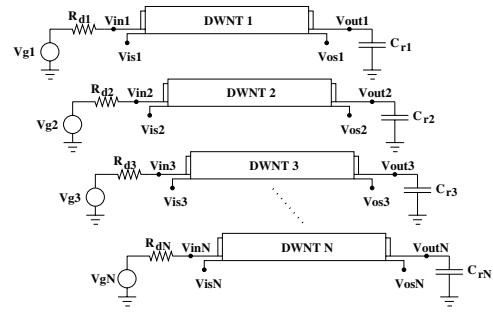 Rd1 Vin1 DWNT 1 Vout1
Vg1 Vis1 Vos1 Cr1
Rd2 Vin2 DWNT 2 Vout2
Vg2 Vis2 Vos2 Cr2
Rd3 Vin3 DWNT 3 Vout3
Vg3 Vis3 Vos3 Cr3
RdN VinN DWNT N VoutN
VgN VisN VosN CrN